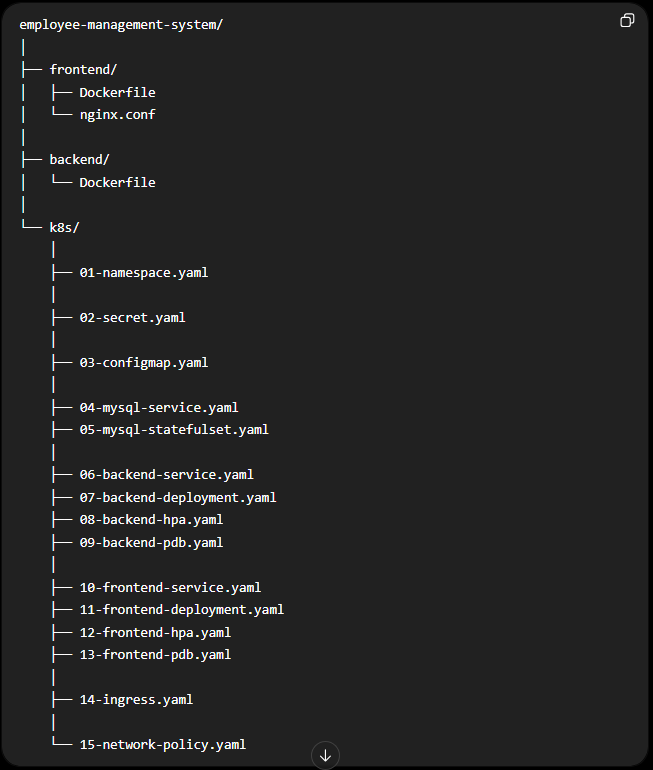 employee-management-system/
│
├── frontend/
│   ├── Dockerfile
│   └── nginx.conf
│
├── backend/
│   └── Dockerfile
│
└── k8s/
    │
    ├── 01-namespace.yaml
    │
    ├── 02-secret.yaml
    │
    ├── 03-configmap.yaml
    │
    ├── 04-mysql-service.yaml
    ├── 05-mysql-statefulset.yaml
    │
    ├── 06-backend-service.yaml
    ├── 07-backend-deployment.yaml
    ├── 08-backend-hpa.yaml
    ├── 09-backend-pdb.yaml
    │
    ├── 10-frontend-service.yaml
    ├── 11-frontend-deployment.yaml
    ├── 12-frontend-hpa.yaml
    ├── 13-frontend-pdb.yaml
    │
    ├── 14-ingress.yaml
    │
    └── 15-network-policy.yaml